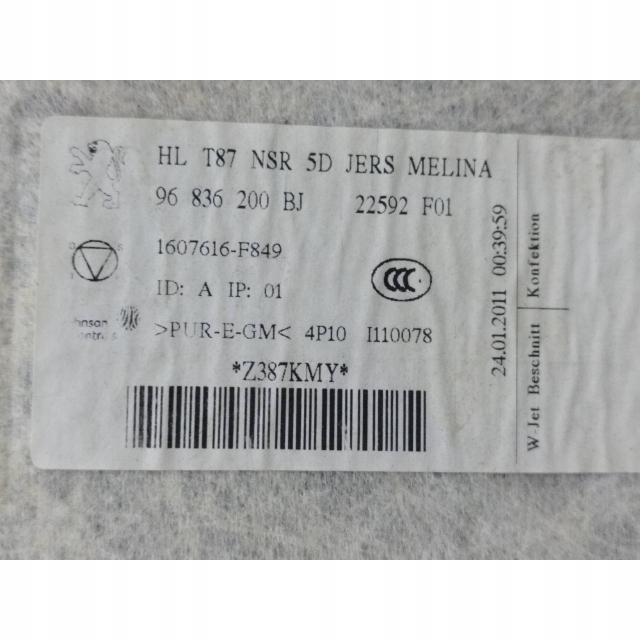 HL T87 NSR 5D JERS MELINA
96 836 200 BJ 22592 F01
1607616-F849
CCC
ID: A IP: 01
>PUR-E-GM< 4P10 I110078
*Z387KMY*
24.01.2011 00:39:59
W-Jet Beschnitt Konfektion